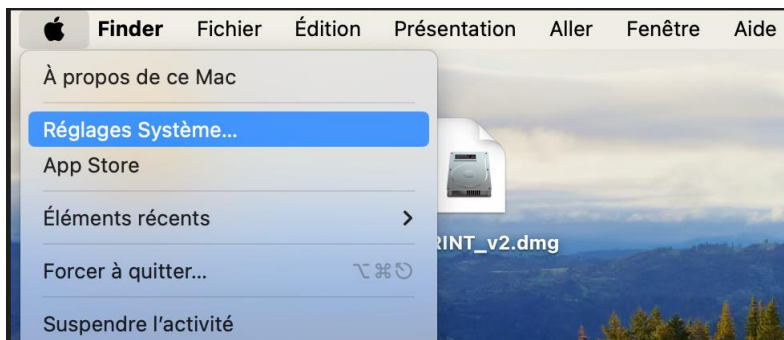 Finder Fichier Édition Présentation Aller Fenêtre Aide
À propos de ce Mac
Réglages Système...
App Store
Éléments récents
RINT_v2.dmg
Forcer à quitter... ⌥⌘⎋
Suspendre l'activité